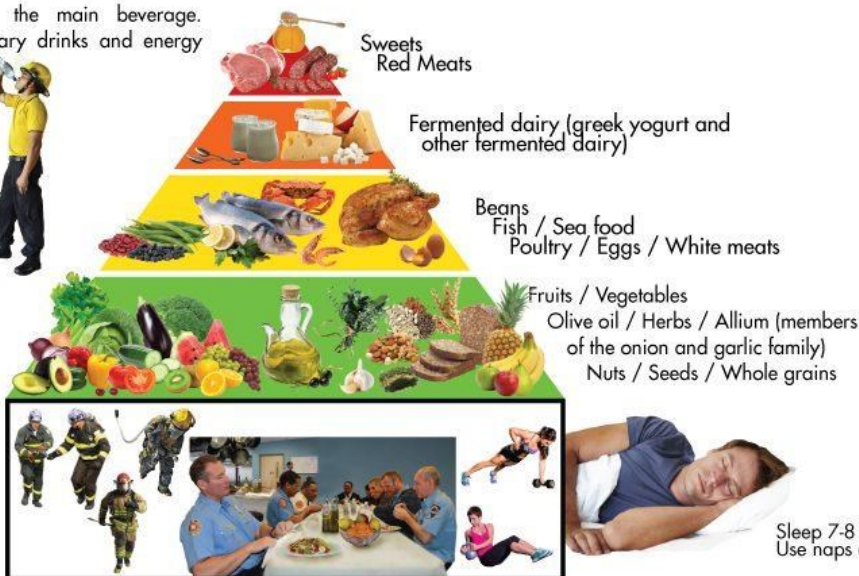 the main beverage.
ary drinks and energy
Sweets
Red Meats
Fermented dairy (greek yogurt and
other fermented dairy)
Beans
Fish / Sea food
Poultry / Eggs / White meats
Fruits / Vegetables
Olive oil / Herbs / Allium (members
of the onion and garlic family)
Nuts / Seeds / Whole grains
Sleep 7-8
Use naps